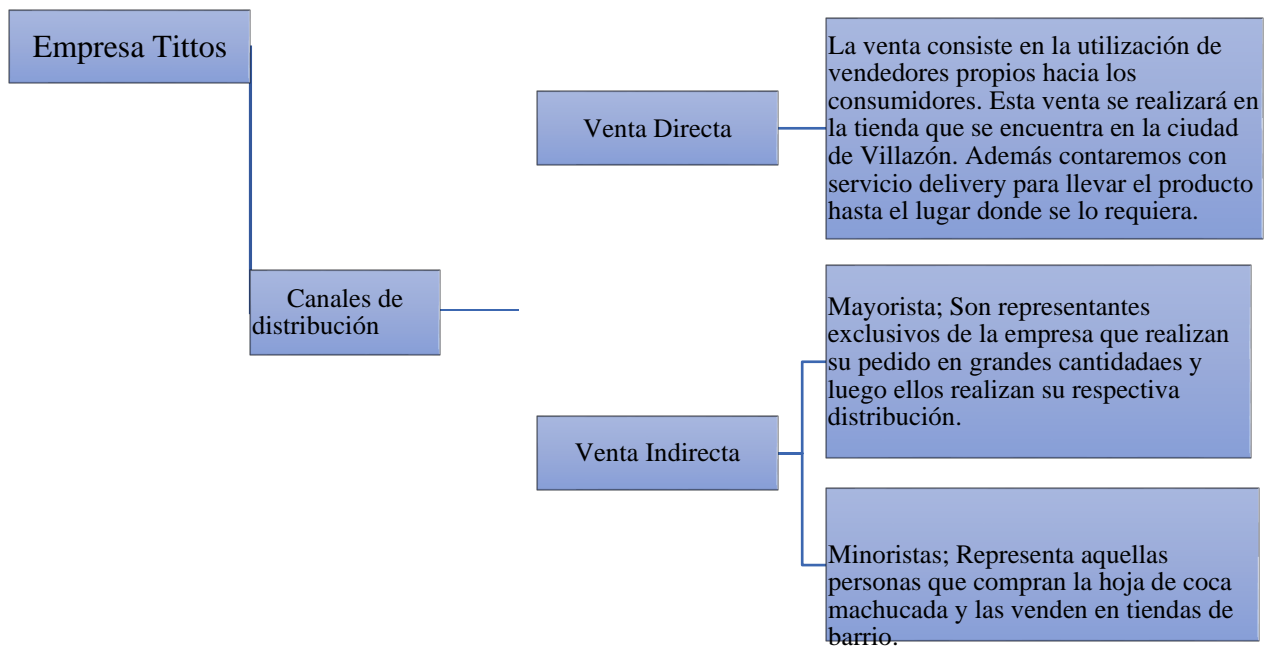 Empresa Tittos
Canales de
distribución
Venta Directa
La venta consiste en la utilización de
vendedores propios hacia los
consumidores. Esta venta se realizará en
la tienda que se encuentra en la ciudad
de Villazón. Además contaremos con
servicio delivery para llevar el producto
hasta el lugar donde se lo requiera.
Venta Indirecta
Mayorista; Son representantes
exclusivos de la empresa que realizan
su pedido en grandes cantidadaes y
luego ellos realizan su respectiva
distribución.
Minoristas; Representa aquellas
personas que compran la hoja de coca
machucada y las venden en tiendas de
barrio.